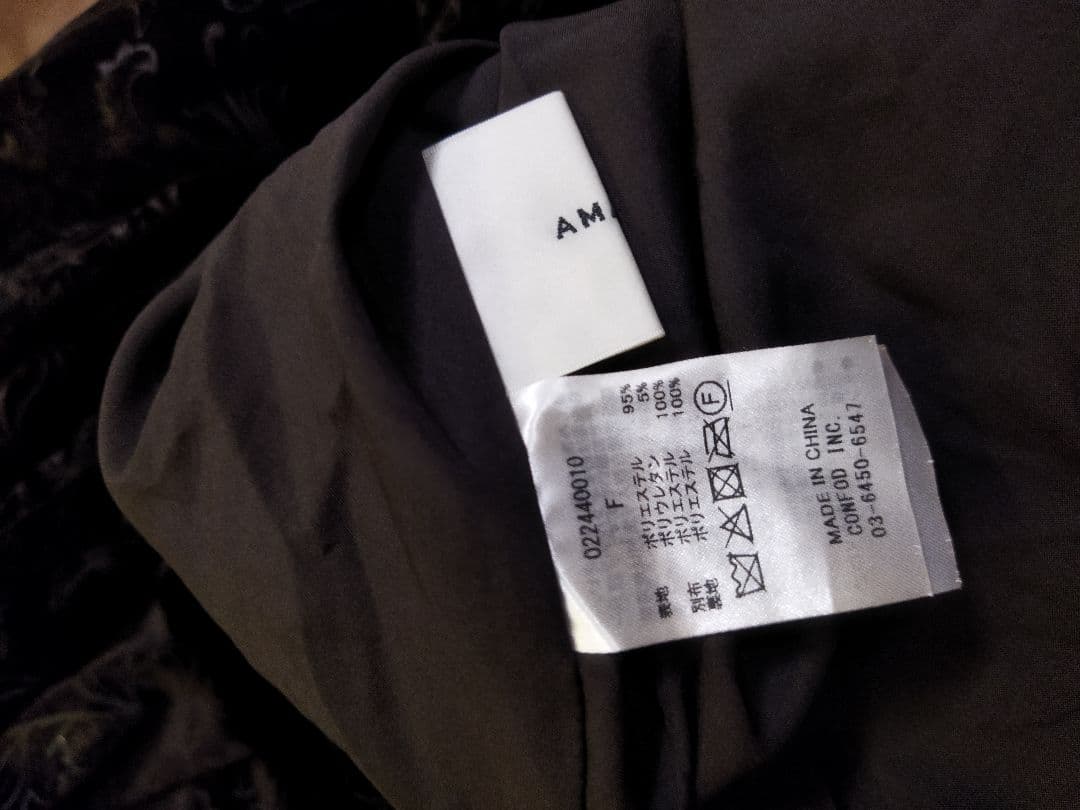 AM
022440010
F
表地 ポリエステル 95%
ポリウレタン 5%
別布 ポリエステル 100%
裏地 ポリエステル 100%
F
MADE IN CHINA
CONFOD INC.
03-6450-6547